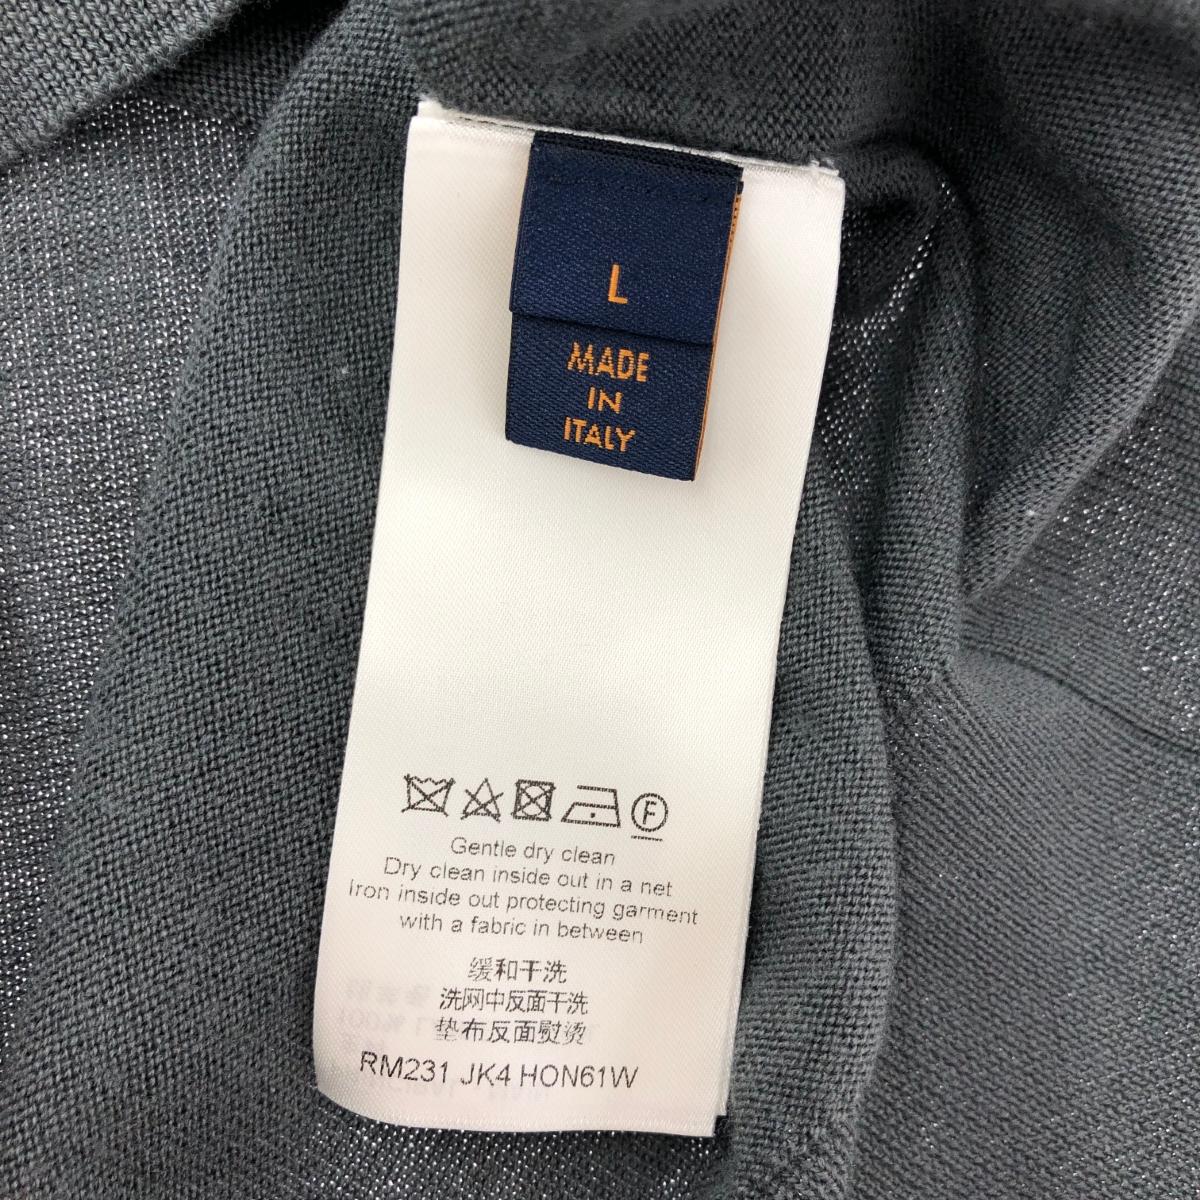 L
MADE
IN
ITALY
F
Gentle dry clean
Dry clean inside out in a net
Iron inside out protecting garment
with a fabric in between
缓和干洗
洗网中反面干洗
垫布反面熨烫
RM231 JK4 HON61W